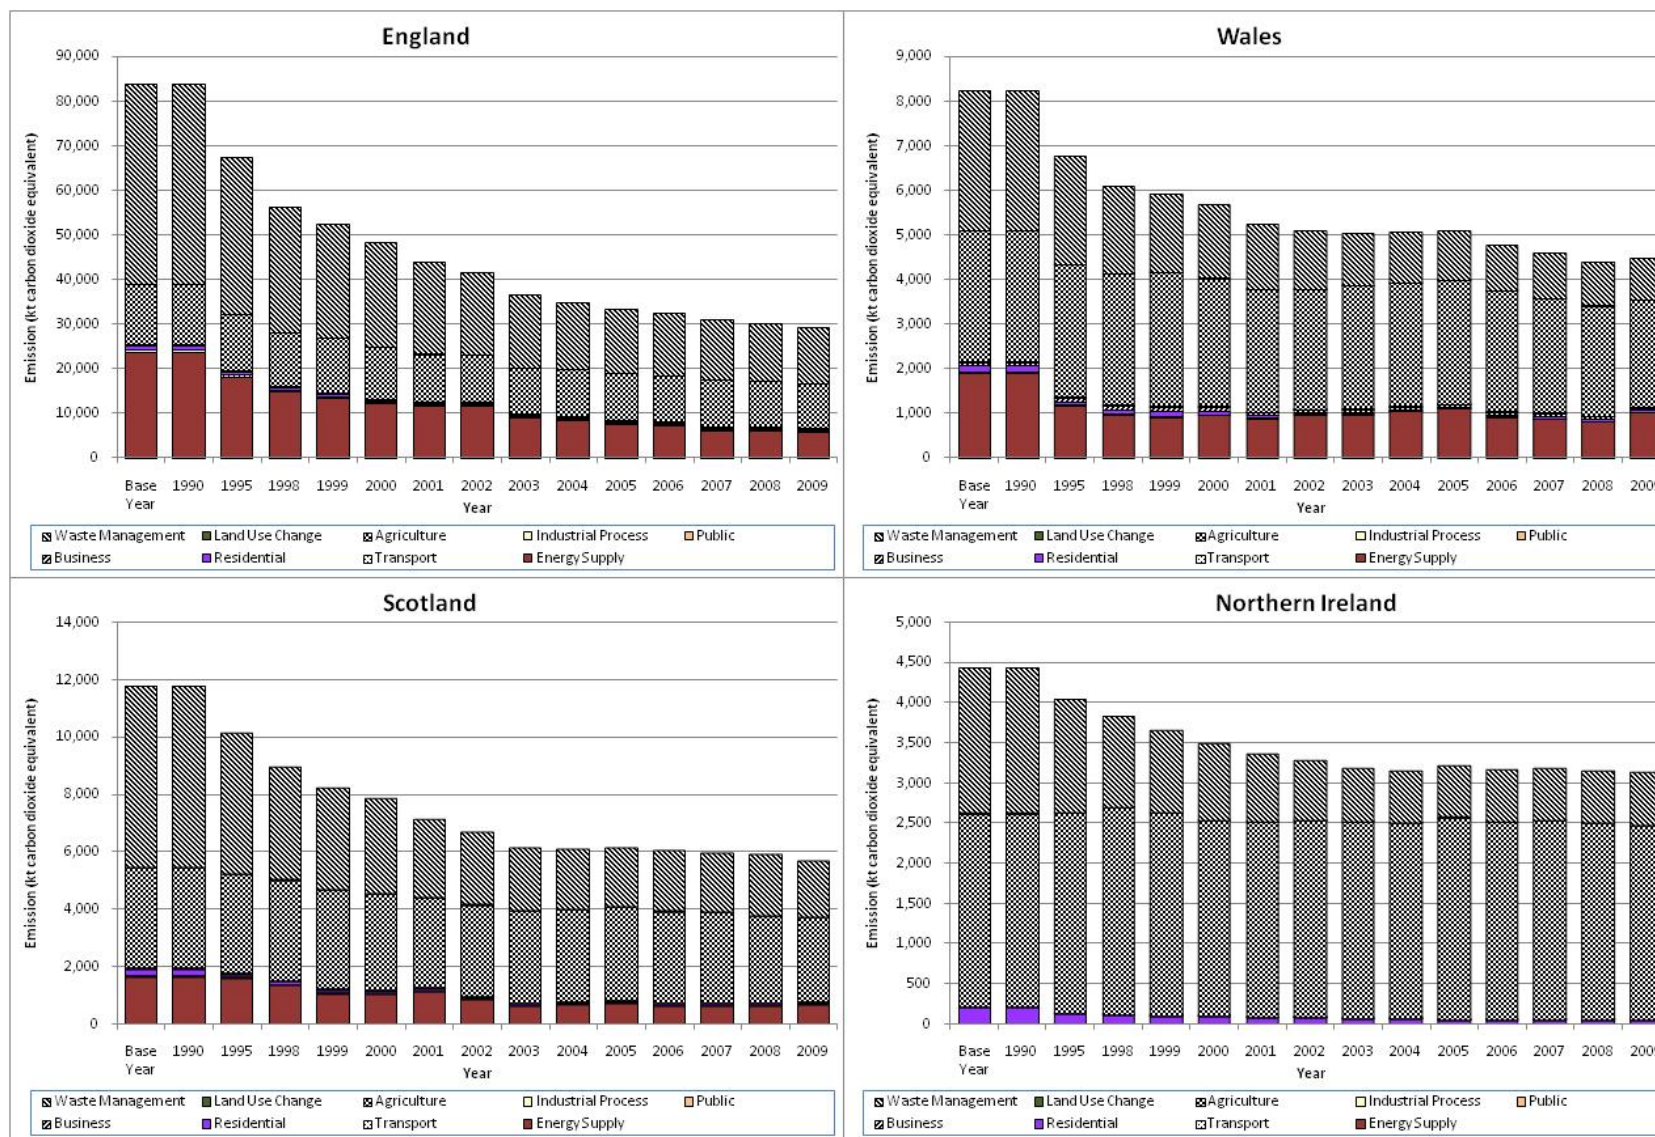 England
Emission (kt carbon dioxide equivalent)
90,000
80,000
70,000
60,000
50,000
40,000
30,000
20,000
10,000
0
Base Year 1990 1995 1998 1999 2000 2001 2002 2003 2004 2005 2006 2007 2008 2009
Year
Waste Management Land Use Change Agriculture Industrial Process Public
Business Residential Transport Energy Supply
Wales
Emission (kt carbon dioxide equivalent)
9,000
8,000
7,000
6,000
5,000
4,000
3,000
2,000
1,000
0
Base Year 1990 1995 1998 1999 2000 2001 2002 2003 2004 2005 2006 2007 2008 2009
Year
Waste Management Land Use Change Agriculture Industrial Process Public
Business Residential Transport Energy Supply
Scotland
Emission (kt carbon dioxide equivalent)
14,000
12,000
10,000
8,000
6,000
4,000
2,000
0
Base Year 1990 1995 1998 1999 2000 2001 2002 2003 2004 2005 2006 2007 2008 2009
Year
Waste Management Land Use Change Agriculture Industrial Process Public
Business Residential Transport Energy Supply
Northern Ireland
Emission (kt carbon dioxide equivalent)
5,000
4,500
4,000
3,500
3,000
2,500
2,000
1,500
1,000
500
0
Base Year 1990 1995 1998 1999 2000 2001 2002 2003 2004 2005 2006 2007 2008 2009
Year
Waste Management Land Use Change Agriculture Industrial Process Public
Business Residential Transport Energy Supply